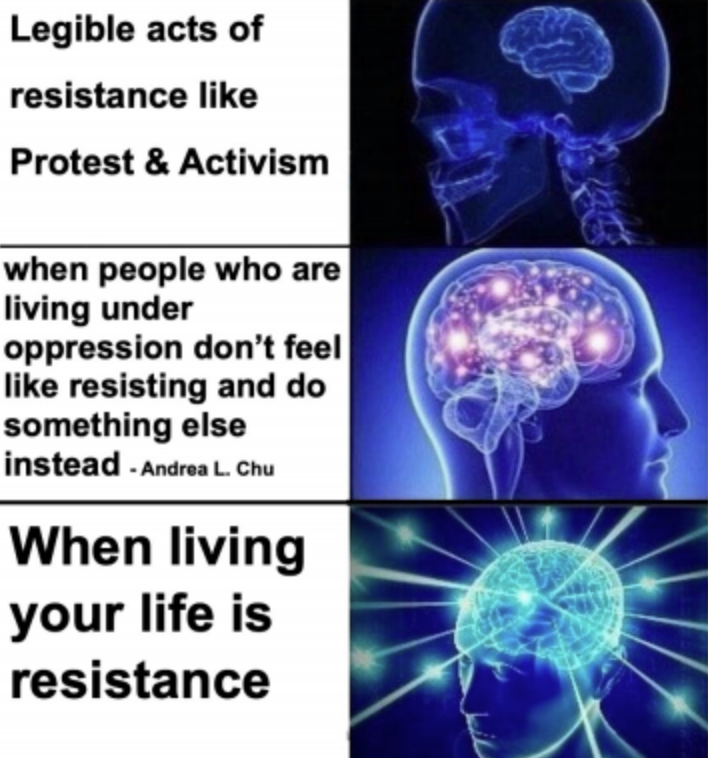 Legible acts of
resistance like
Protest & Activism
when people who are
living under
oppression don't feel
like resisting and do
something else
instead - Andrea L. Chu
When living
your life is
resistance